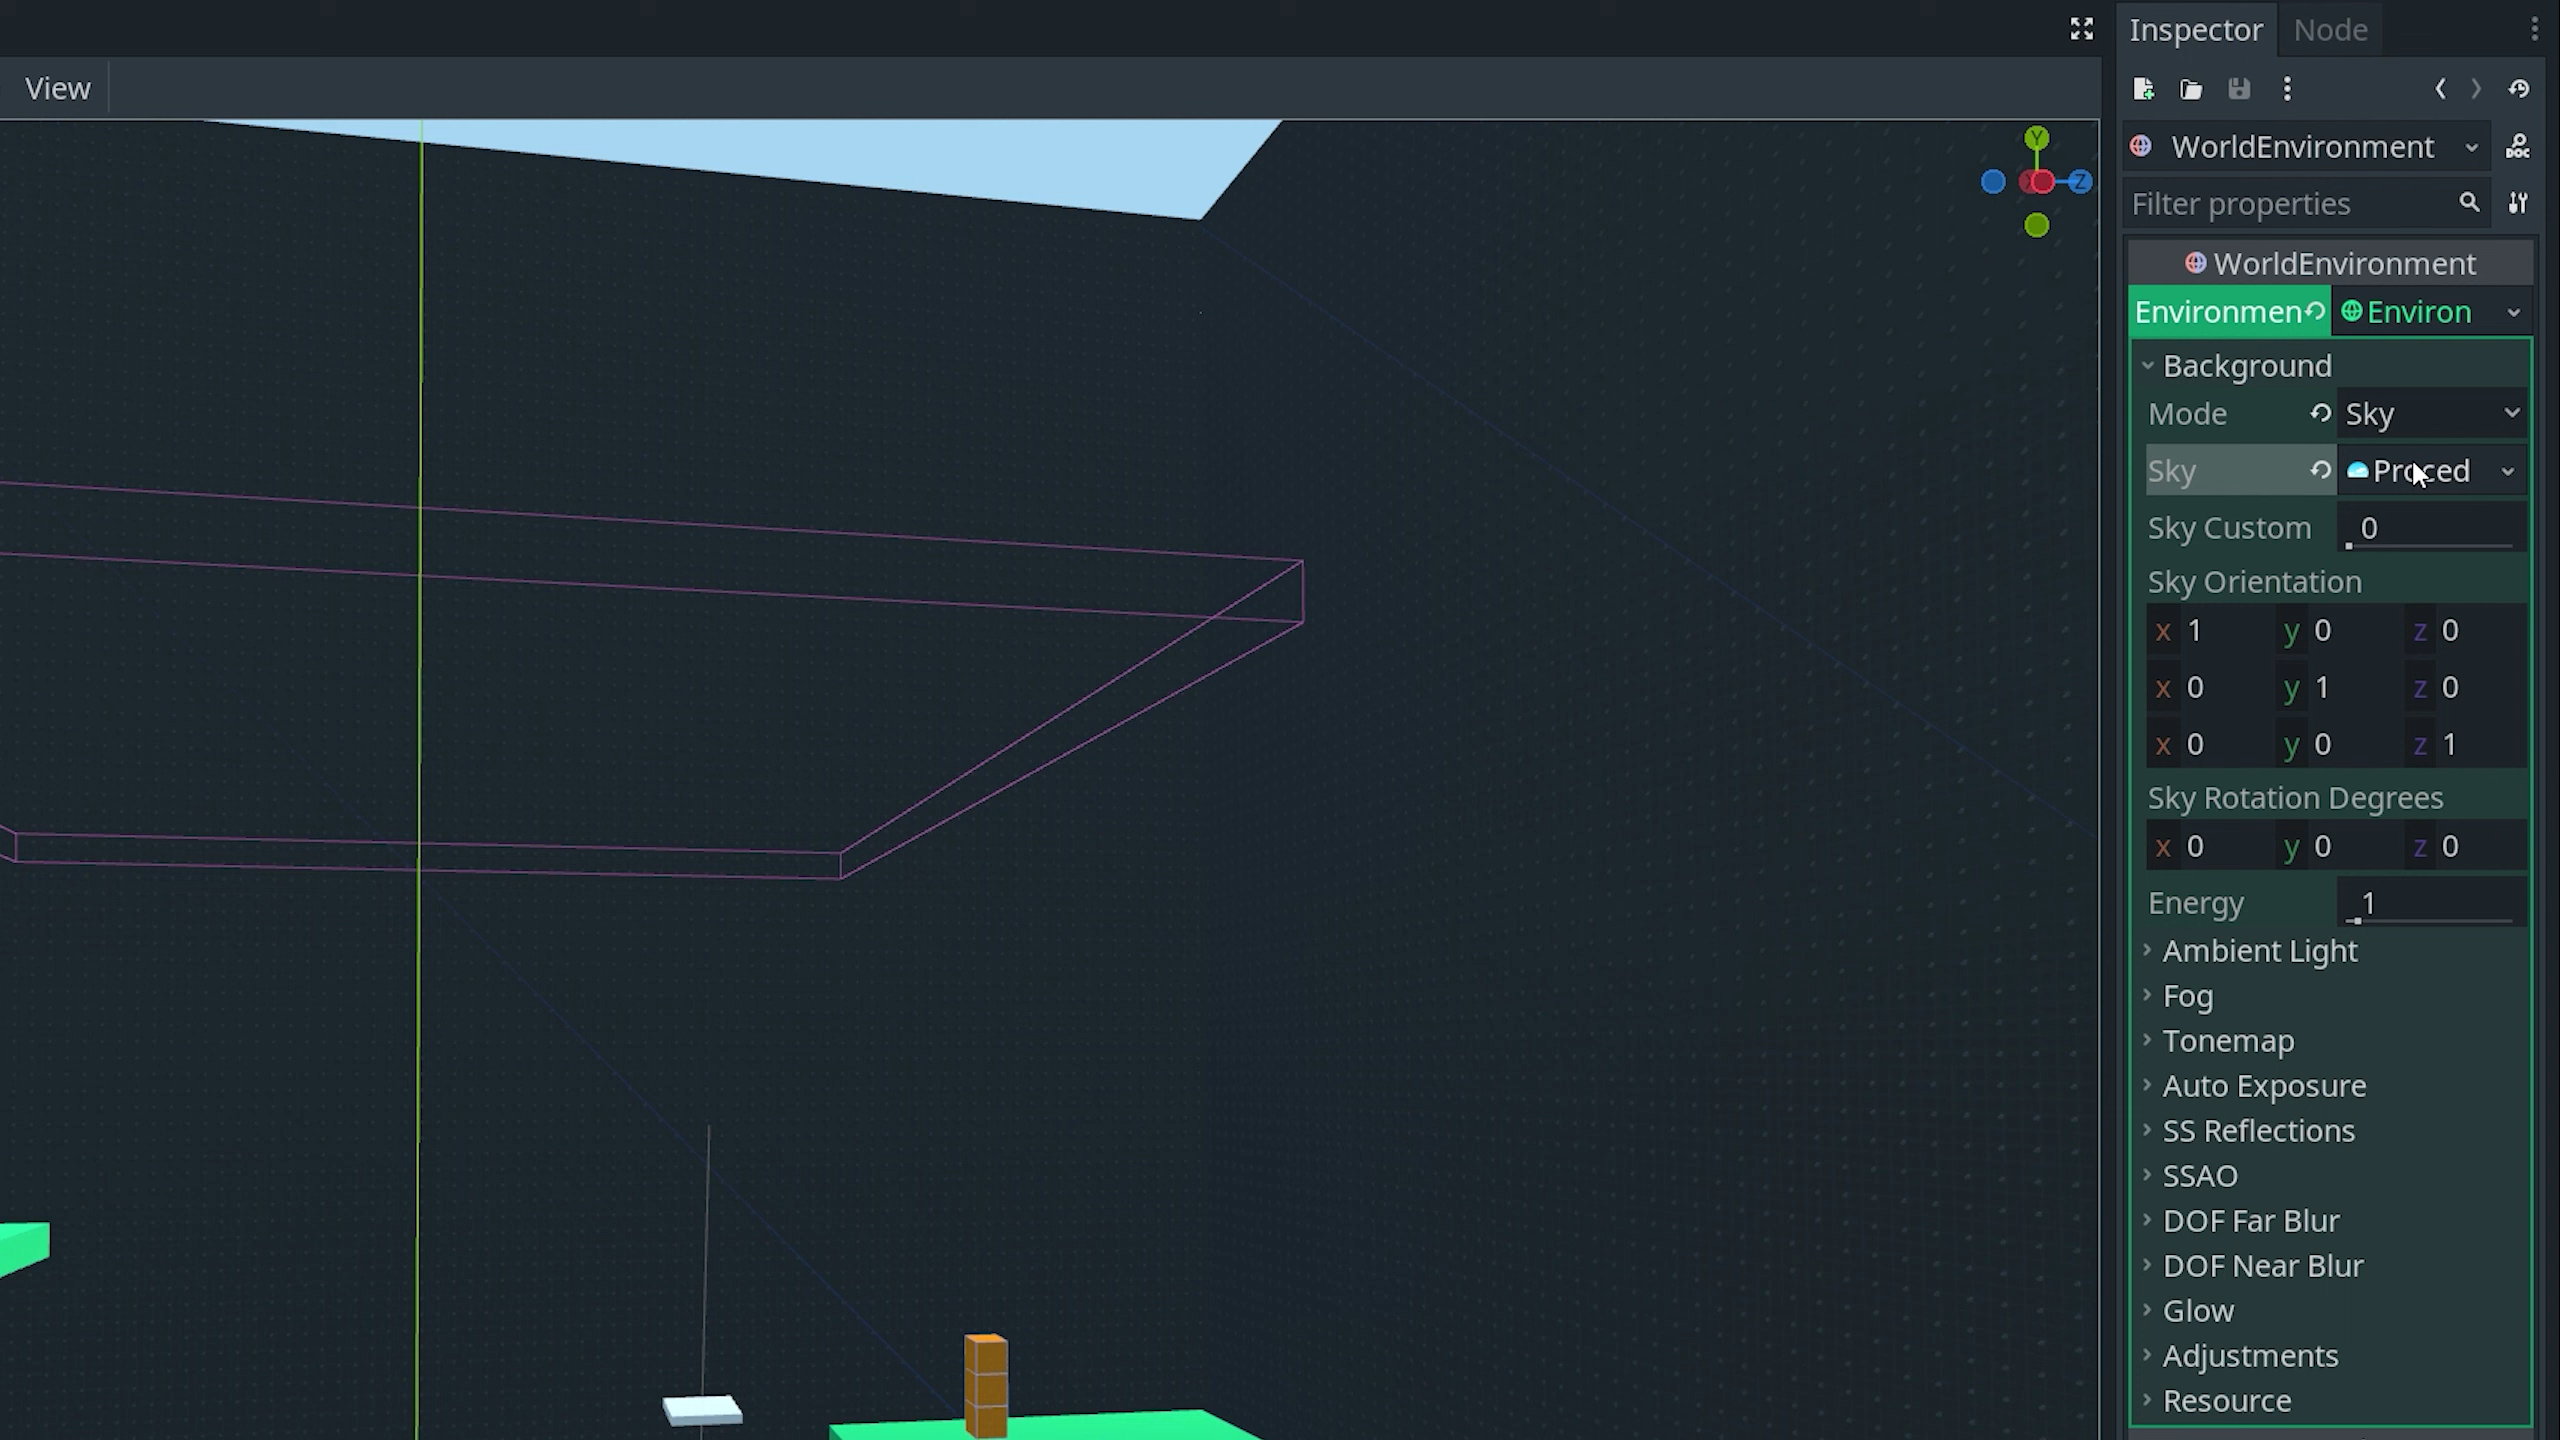 Inspector Node
View
WorldEnvironment DOC
Y
Z
Filter properties
WorldEnvironment
Environmen Environ
Background
Mode Sky
Sky Proced
Sky Custom 0
Sky Orientation
x 1 y 0 z 0
x 0 y 1 z 0
x 0 y 0 z 1
Sky Rotation Degrees
x 0 y 0 z 0
Energy 1
Ambient Light
Fog
Tonemap
Auto Exposure
SS Reflections
SSAO
DOF Far Blur
DOF Near Blur
Glow
Adjustments
Resource